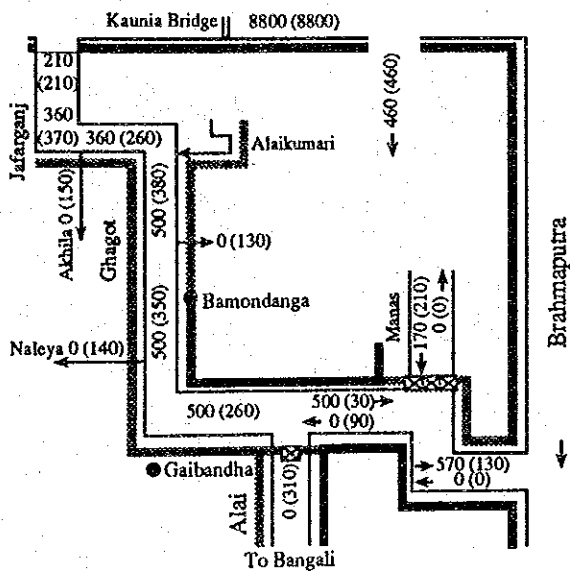 Kaunia Bridge
8800 (8800)
210
(210)
360
(370)
360 (260)
Jafarganj
460 (460)
Alaikumari
Akhila 0 (150)
Ghagot
500 (380)
0 (130)
Bamondanga
500 (350)
Naleya 0 (140)
Manas
170 (210)
0 (0)
Brahmaputra
500 (260)
500 (30)
0 (90)
570 (130)
0 (0)
Gaibandha
Alai
0 (310)
To Bangali